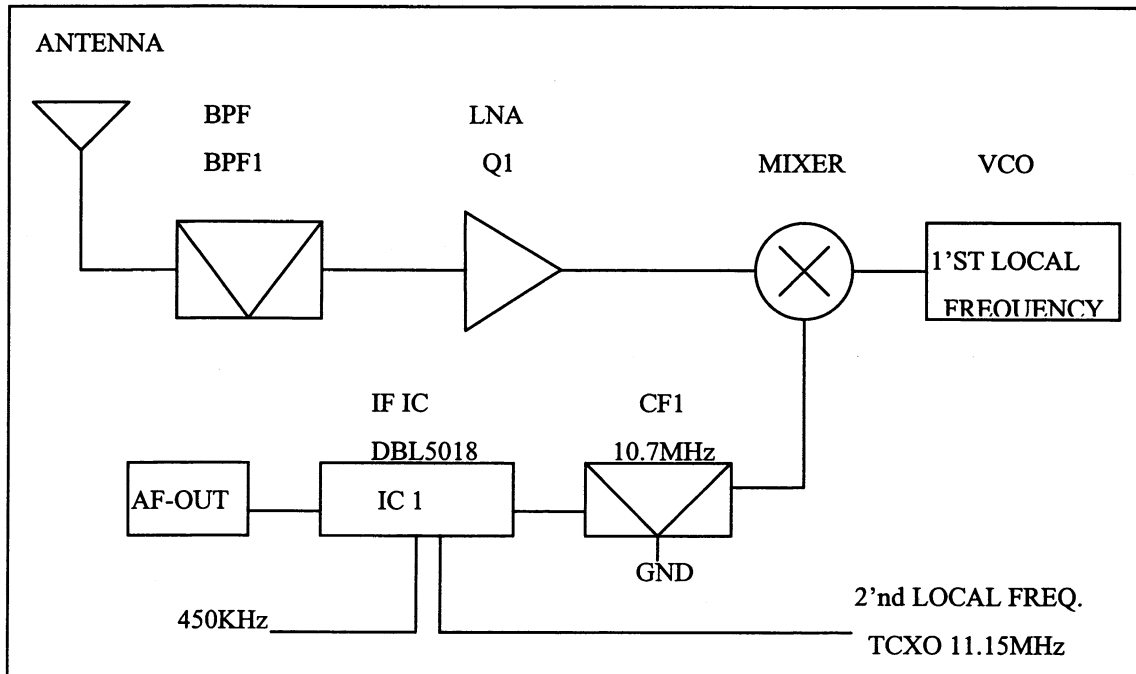 ANTENNA
BPF
BPF1
LNA
Q1
MIXER
VCO
1'ST LOCAL
FREQUENCY
IF IC
DBL5018
CF1
10.7MHz
AF-OUT
IC 1
GND
450KHz
2'nd LOCAL FREQ.
TCXO 11.15MHz